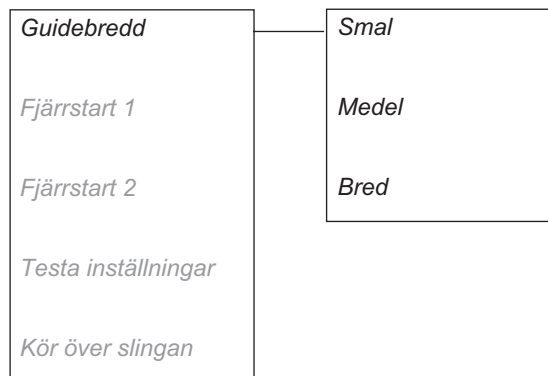 Guidebredd
Fjärrstart 1
Fjärrstart 2
Testa inställningar
Kör över slingan
Smal
Medel
Bred